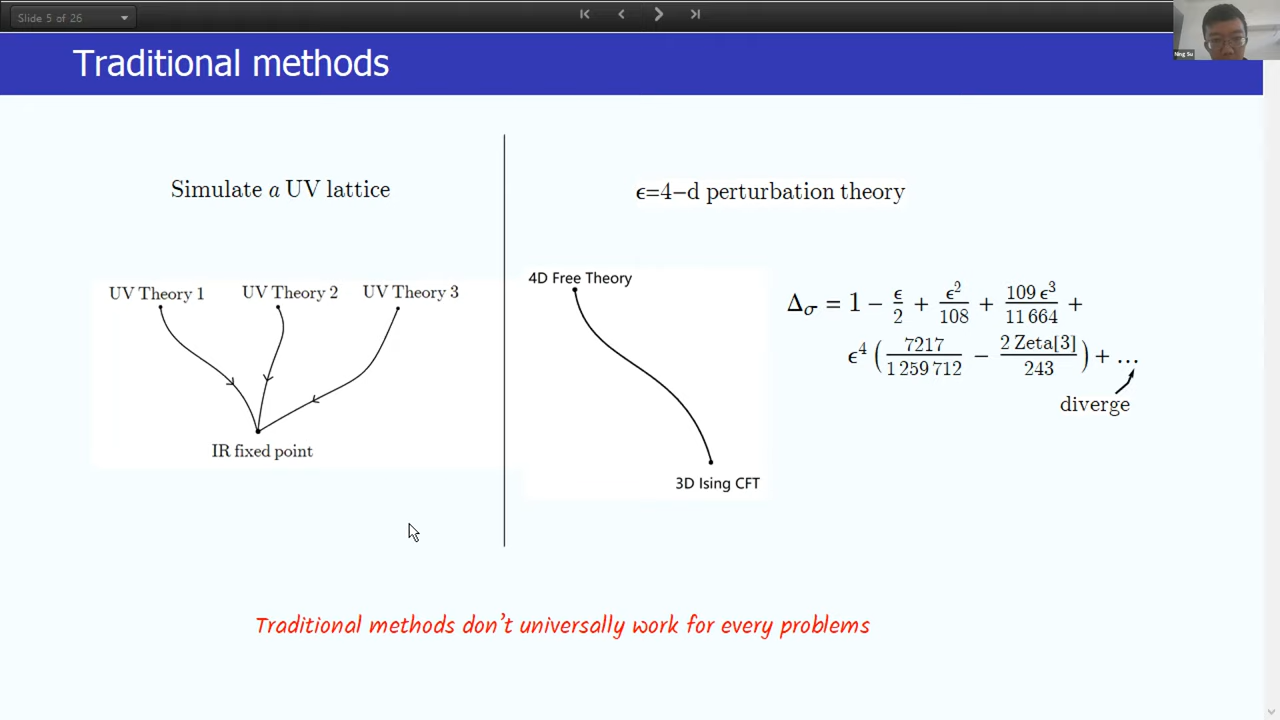 Slide 5 of 26
Ning Su
Traditional methods
Simulate a UV lattice
UV Theory 1 UV Theory 2 UV Theory 3
IR fixed point
ϵ=4−d perturbation theory
4D Free Theory
3D Ising CFT
Δσ = 1 − ϵ/2 + ϵ²/108 + 109 ϵ³/11 664 +
ϵ⁴ ( 7217/1 259 712 − 2 Zeta[3]/243 ) + …
diverge
Traditional methods don't universally work for every problems